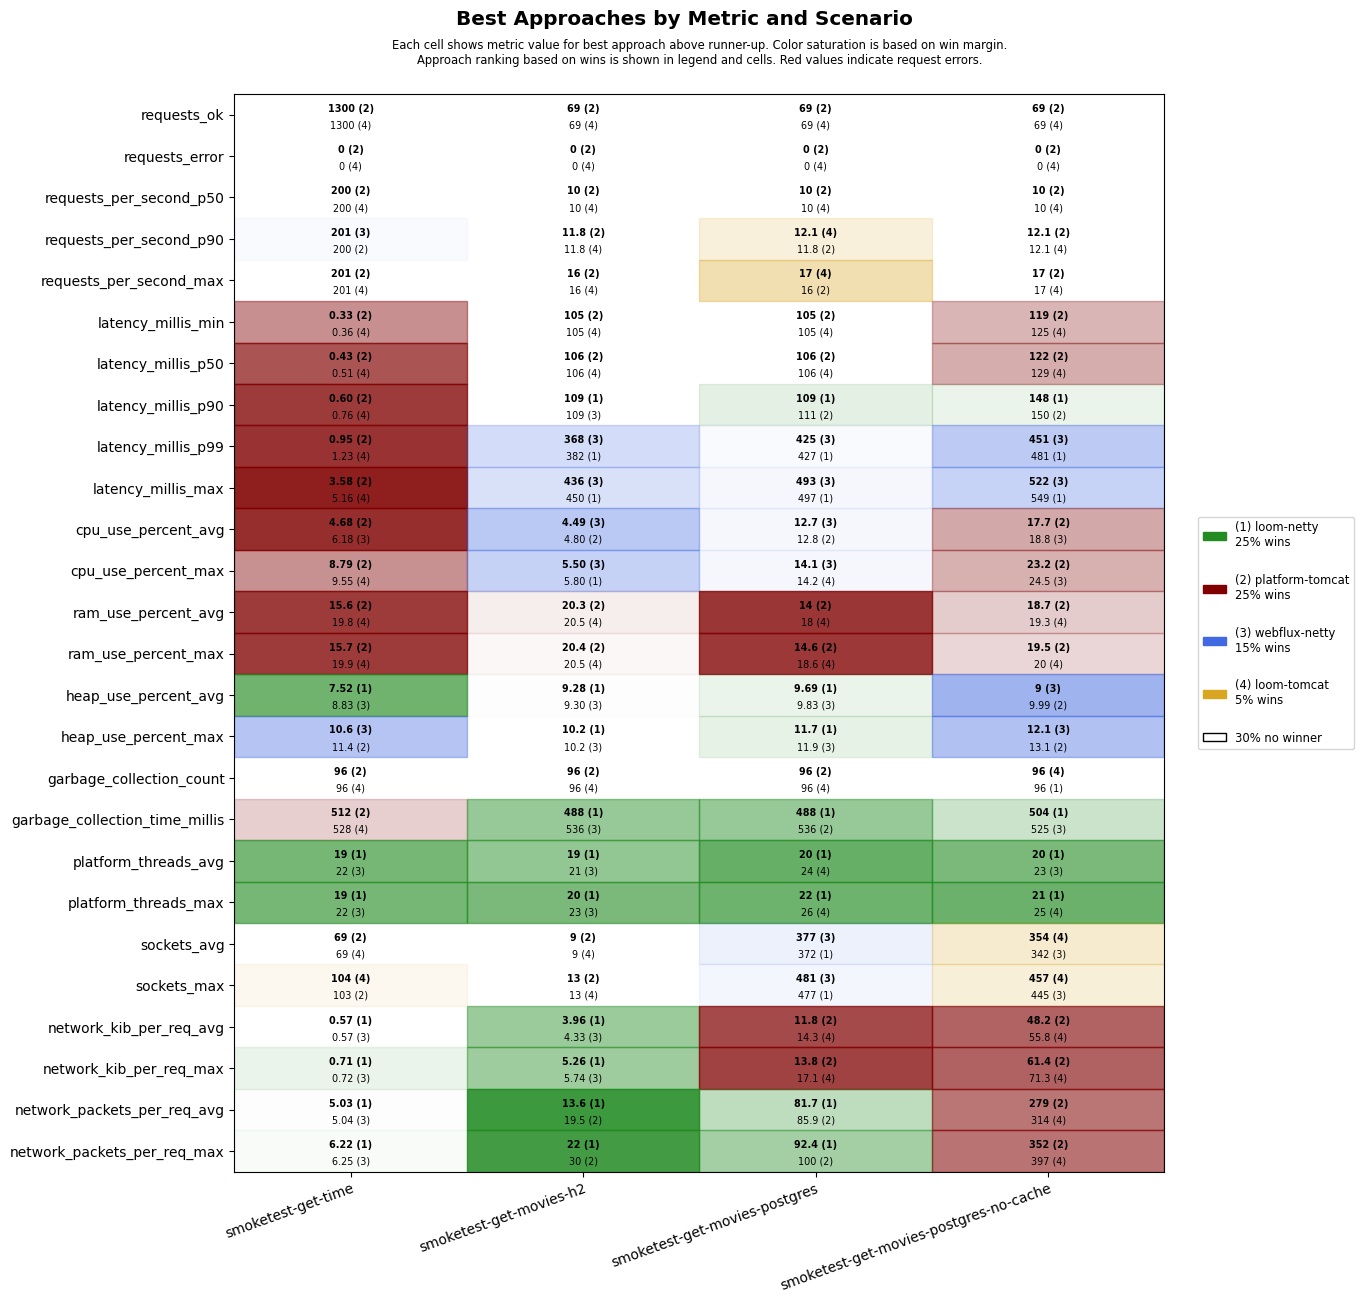 Best Approaches by Metric and Scenario
Each cell shows metric value for best approach above runner-up. Color saturation is based on win margin.
Approach ranking based on wins is shown in legend and cells. Red values indicate request errors.
requests_ok
1300 (2) 69 (2) 69 (2) 69 (2)
1300 (4) 69 (4) 69 (4) 69 (4)
requests_error
0 (2) 0 (2) 0 (2) 0 (2)
0 (4) 0 (4) 0 (4) 0 (4)
requests_per_second_p50
200 (2) 10 (2) 10 (2) 10 (2)
200 (4) 10 (4) 10 (4) 10 (4)
requests_per_second_p90
201 (3) 11.8 (2) 12.1 (4) 12.1 (2)
200 (2) 11.8 (4) 11.8 (2) 12.1 (4)
requests_per_second_max
201 (2) 16 (2) 17 (4) 17 (2)
201 (4) 16 (4) 16 (2) 17 (4)
latency_millis_min
0.33 (2) 105 (2) 105 (2) 119 (2)
0.36 (4) 105 (4) 105 (4) 125 (4)
latency_millis_p50
0.43 (2) 106 (2) 106 (2) 122 (2)
0.51 (4) 106 (4) 106 (4) 129 (4)
latency_millis_p90
0.60 (2) 109 (1) 109 (1) 148 (1)
0.76 (4) 109 (3) 111 (2) 150 (2)
latency_millis_p99
0.95 (2) 368 (3) 425 (3) 451 (3)
1.23 (4) 382 (1) 427 (1) 481 (1)
latency_millis_max
3.58 (2) 436 (3) 493 (3) 522 (3)
5.16 (4) 450 (1) 497 (1) 549 (1)
cpu_use_percent_avg
4.68 (2) 4.49 (3) 12.7 (3) 17.7 (2)
6.18 (3) 4.80 (2) 12.8 (2) 18.8 (3)
cpu_use_percent_max
8.79 (2) 5.50 (3) 14.1 (3) 23.2 (2)
9.55 (4) 5.80 (1) 14.2 (4) 24.5 (3)
ram_use_percent_avg
15.6 (2) 20.3 (2) 14 (2) 18.7 (2)
19.8 (4) 20.5 (4) 18 (4) 19.3 (4)
ram_use_percent_max
15.7 (2) 20.4 (2) 14.6 (2) 19.5 (2)
19.9 (4) 20.5 (4) 18.6 (4) 20 (4)
heap_use_percent_avg
7.52 (1) 9.28 (1) 9.69 (1) 9 (3)
8.83 (3) 9.30 (3) 9.83 (3) 9.99 (2)
heap_use_percent_max
10.6 (3) 10.2 (1) 11.7 (1) 12.1 (3)
11.4 (2) 10.2 (3) 11.9 (3) 13.1 (2)
garbage_collection_count
96 (2) 96 (2) 96 (2) 96 (4)
96 (4) 96 (4) 96 (4) 96 (1)
garbage_collection_time_millis
512 (2) 488 (1) 488 (1) 504 (1)
528 (4) 536 (3) 536 (2) 525 (3)
platform_threads_avg
19 (1) 19 (1) 20 (1) 20 (1)
22 (3) 21 (3) 24 (4) 23 (3)
platform_threads_max
19 (1) 20 (1) 22 (1) 21 (1)
22 (3) 23 (3) 26 (4) 25 (4)
sockets_avg
69 (2) 9 (2) 377 (3) 354 (4)
69 (4) 9 (4) 372 (1) 342 (3)
sockets_max
104 (4) 13 (2) 481 (3) 457 (4)
103 (2) 13 (4) 477 (1) 445 (3)
network_kib_per_req_avg
0.57 (1) 3.96 (1) 11.8 (2) 48.2 (2)
0.57 (3) 4.33 (3) 14.3 (4) 55.8 (4)
network_kib_per_req_max
0.71 (1) 5.26 (1) 13.8 (2) 61.4 (2)
0.72 (3) 5.74 (3) 17.1 (4) 71.3 (4)
network_packets_per_req_avg
5.03 (1) 13.6 (1) 81.7 (1) 279 (2)
5.04 (3) 19.5 (2) 85.9 (2) 314 (4)
network_packets_per_req_max
6.22 (1) 22 (1) 92.4 (1) 352 (2)
6.25 (3) 30 (2) 100 (2) 397 (4)
smoketest-get-time
smoketest-get-movies-h2
smoketest-get-movies-postgres
smoketest-get-movies-postgres-no-cache
(1) loom-netty
25% wins
(2) platform-tomcat
25% wins
(3) webflux-netty
15% wins
(4) loom-tomcat
5% wins
30% no winner